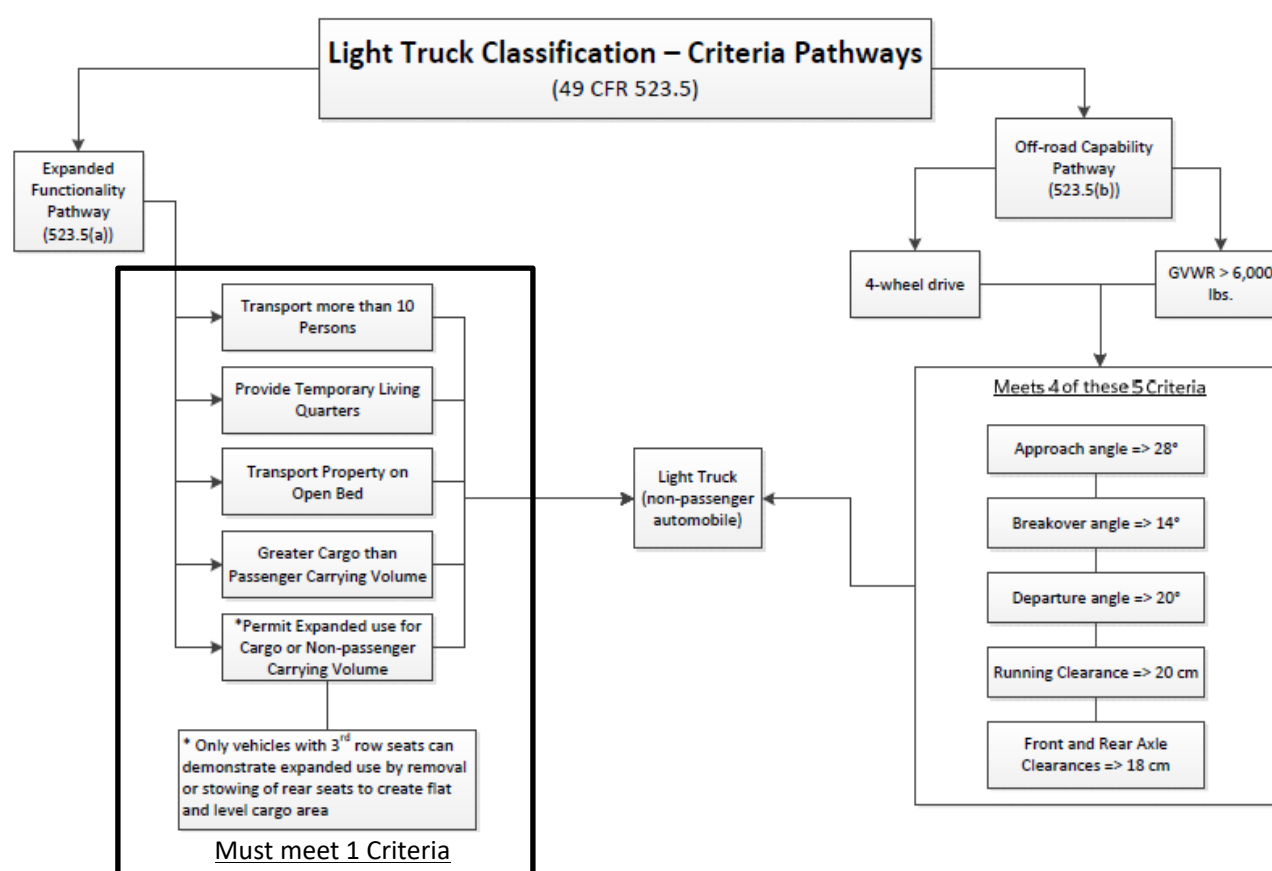 Light Truck Classification – Criteria Pathways
(49 CFR 523.5)
Expanded
Functionality
Pathway
(523.5(a))
Off-road Capability
Pathway
(523.5(b))
4-wheel drive
GVWR > 6,000
lbs.
Transport more than 10
Persons
Provide Temporary Living
Quarters
Transport Property on
Open Bed
Greater Cargo than
Passenger Carrying Volume
*Permit Expanded use for
Cargo or Non-passenger
Carrying Volume
* Only vehicles with 3rd row seats can
demonstrate expanded use by removal
or stowing of rear seats to create flat
and level cargo area
Must meet 1 Criteria
Light Truck
(non-passenger
automobile)
Meets 4 of these 5 Criteria
Approach angle => 28°
Breakover angle => 14°
Departure angle => 20°
Running Clearance => 20 cm
Front and Rear Axle
Clearances => 18 cm